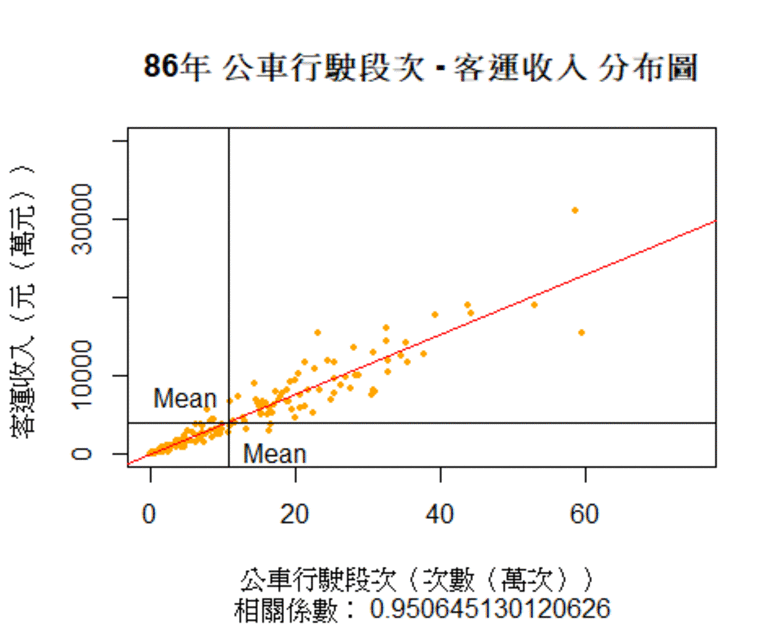 86年 公車行駛段次 - 客運收入 分布圖
客運收入（元（萬元））
30000
10000
0
Mean
Mean
0 20 40 60
公車行駛段次（次數（萬次））
相關係數： 0.950645130120626